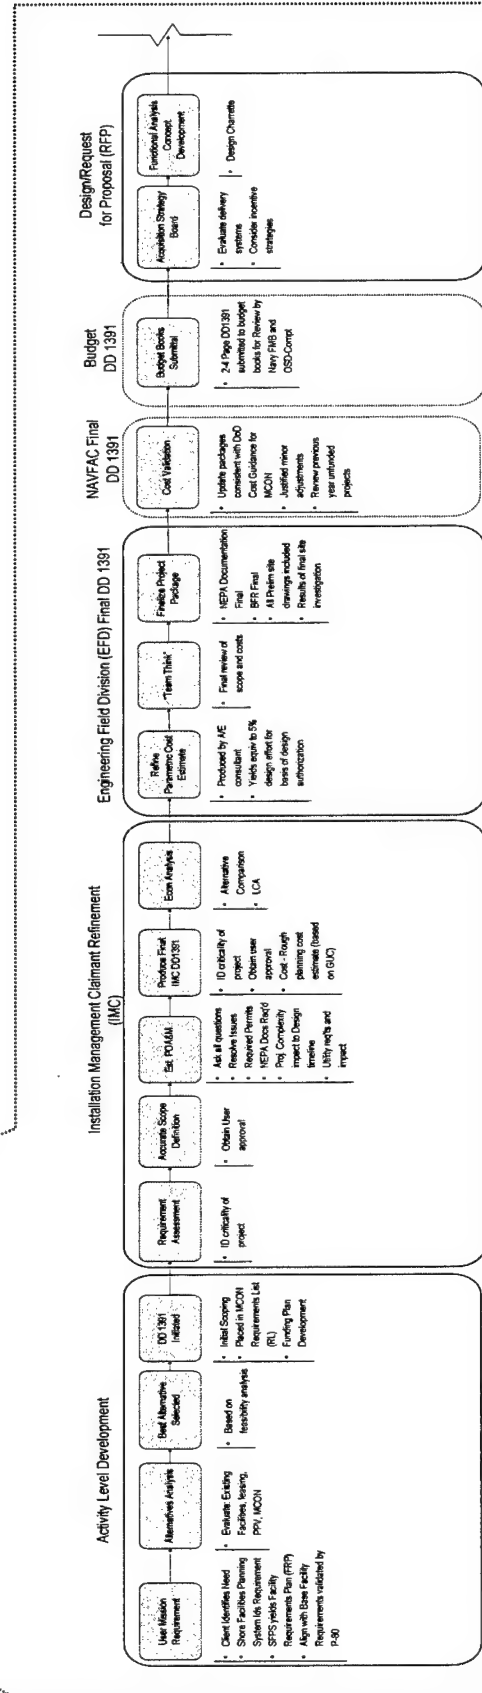 Activity Level Development
User Mission
Requirement
• Client Identifies Need
• Shore Facilities Planning
System Ids Requirement
• SFPS yields Facility
Requirements Plan (FRP)
• Align with Base Facility
Requirements validated by
P-80
Alternatives Analysis
• Evaluate: Existing
Facilities, leasing,
PPV, MCON
Best Alternative
Selected
• Based on
feasibility analysis
DD 1391
Initiated
• Initial Scoping
• Placed in MCON
Requirements List
(RL)
• Funding Plan
Development
Installation Management Claimant Refinement
(IMC)
Requirement
Assessment
• ID criticality of
project
Accurate Scope
Definition
• Obtain User
approval
Est. POA&M
• Ask all questions
• Resolve Issues
• Required Permits
• NEPA Docs Req'd
• Proj. Complexity
impact to Design
timeline
• Utility req'ts and
impact
Produce Final
IMC DD1391
• ID criticality of
project
• Obtain user
approval
• Cost - Rough
planning cost
estimate (based
on GUC)
Econ Analysis
• Alternative
Comparison
• LCA
Engineering Field Division (EFD) Final DD 1391
Refine
Parametric Cost
Estimate
• Produced by A/E
consultant
• Yields equiv to 5%
design effort for
basis of design
authorization
"Team Think"
• Final review of
scope and costs
Finalize Project
Package
• NEPA Documentation
Final
• BFR Final
• All Prelim site
drawings included
• Results of final site
investigation
NAVFAC Final
DD 1391
Cost Validation
• Update packages
consistent with DoD
Cost Guidance for
MCON
• Justified minor
adjustments
• Review previous
year unfunded
projects
Budget
DD 1391
Budget Books
Submittal
• 2-4 Page DD1391
submitted to budget
books for Review by
Navy FMB and
OSD-Compt
Design/Request
for Proposal (RFP)
Acquisition Strategy
Board
• Evaluate delivery
systems
• Consider incentive
strategies
Functional Analysis
Concept
Development
• Design Charrette